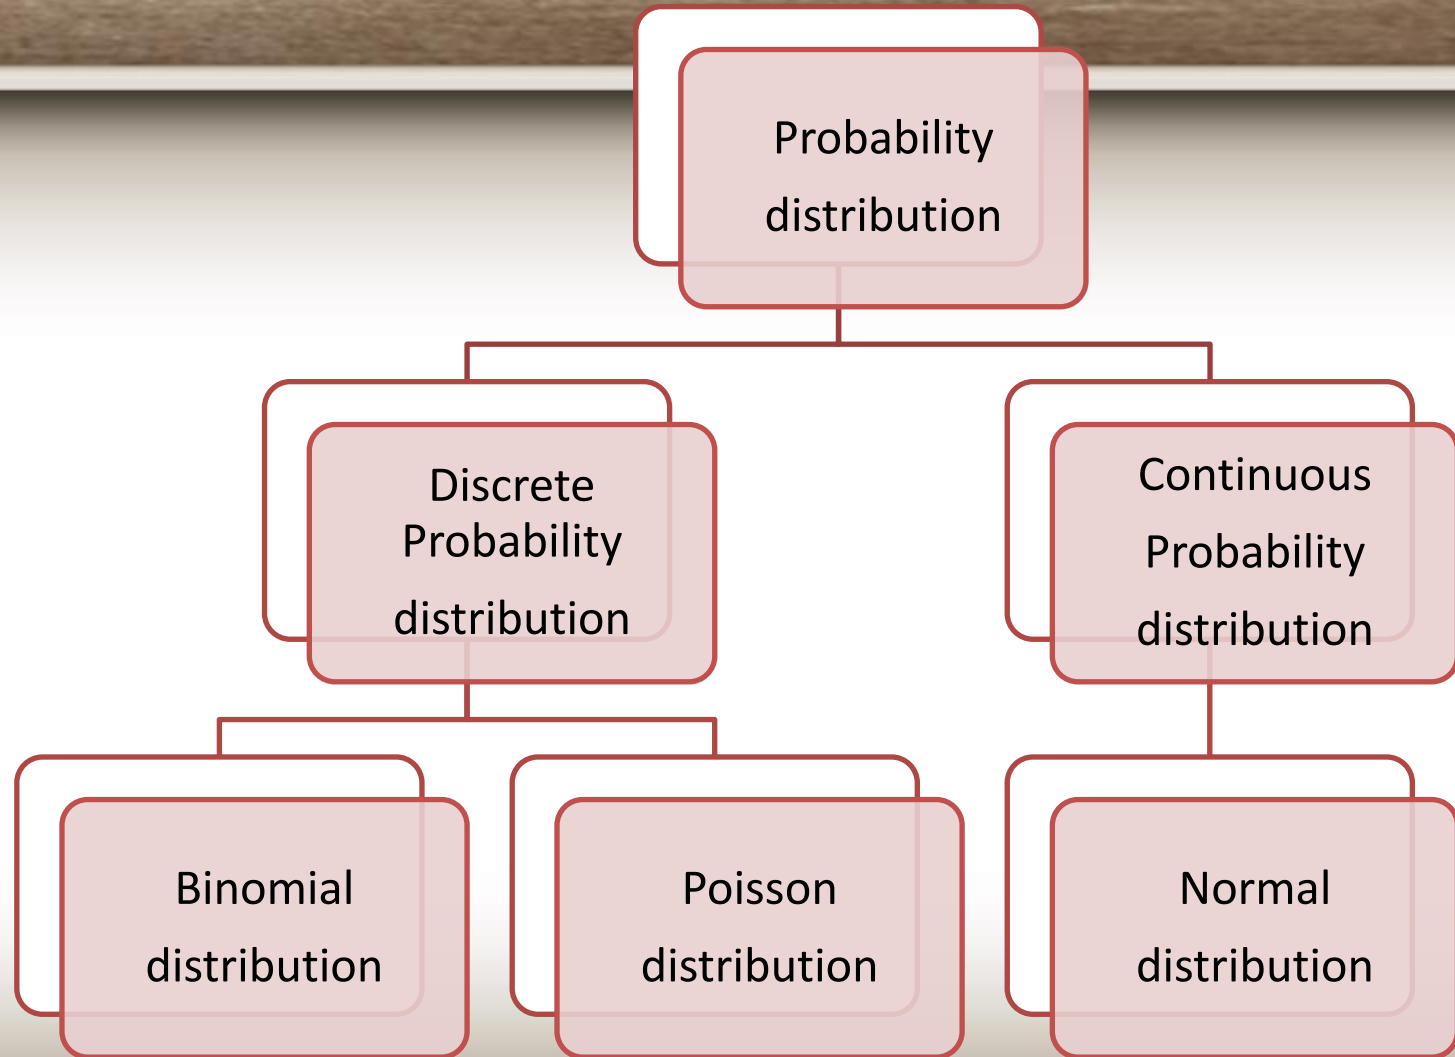 Probability
distribution
Discrete
Probability
distribution
Continuous
Probability
distribution
Binomial
distribution
Poisson
distribution
Normal
distribution